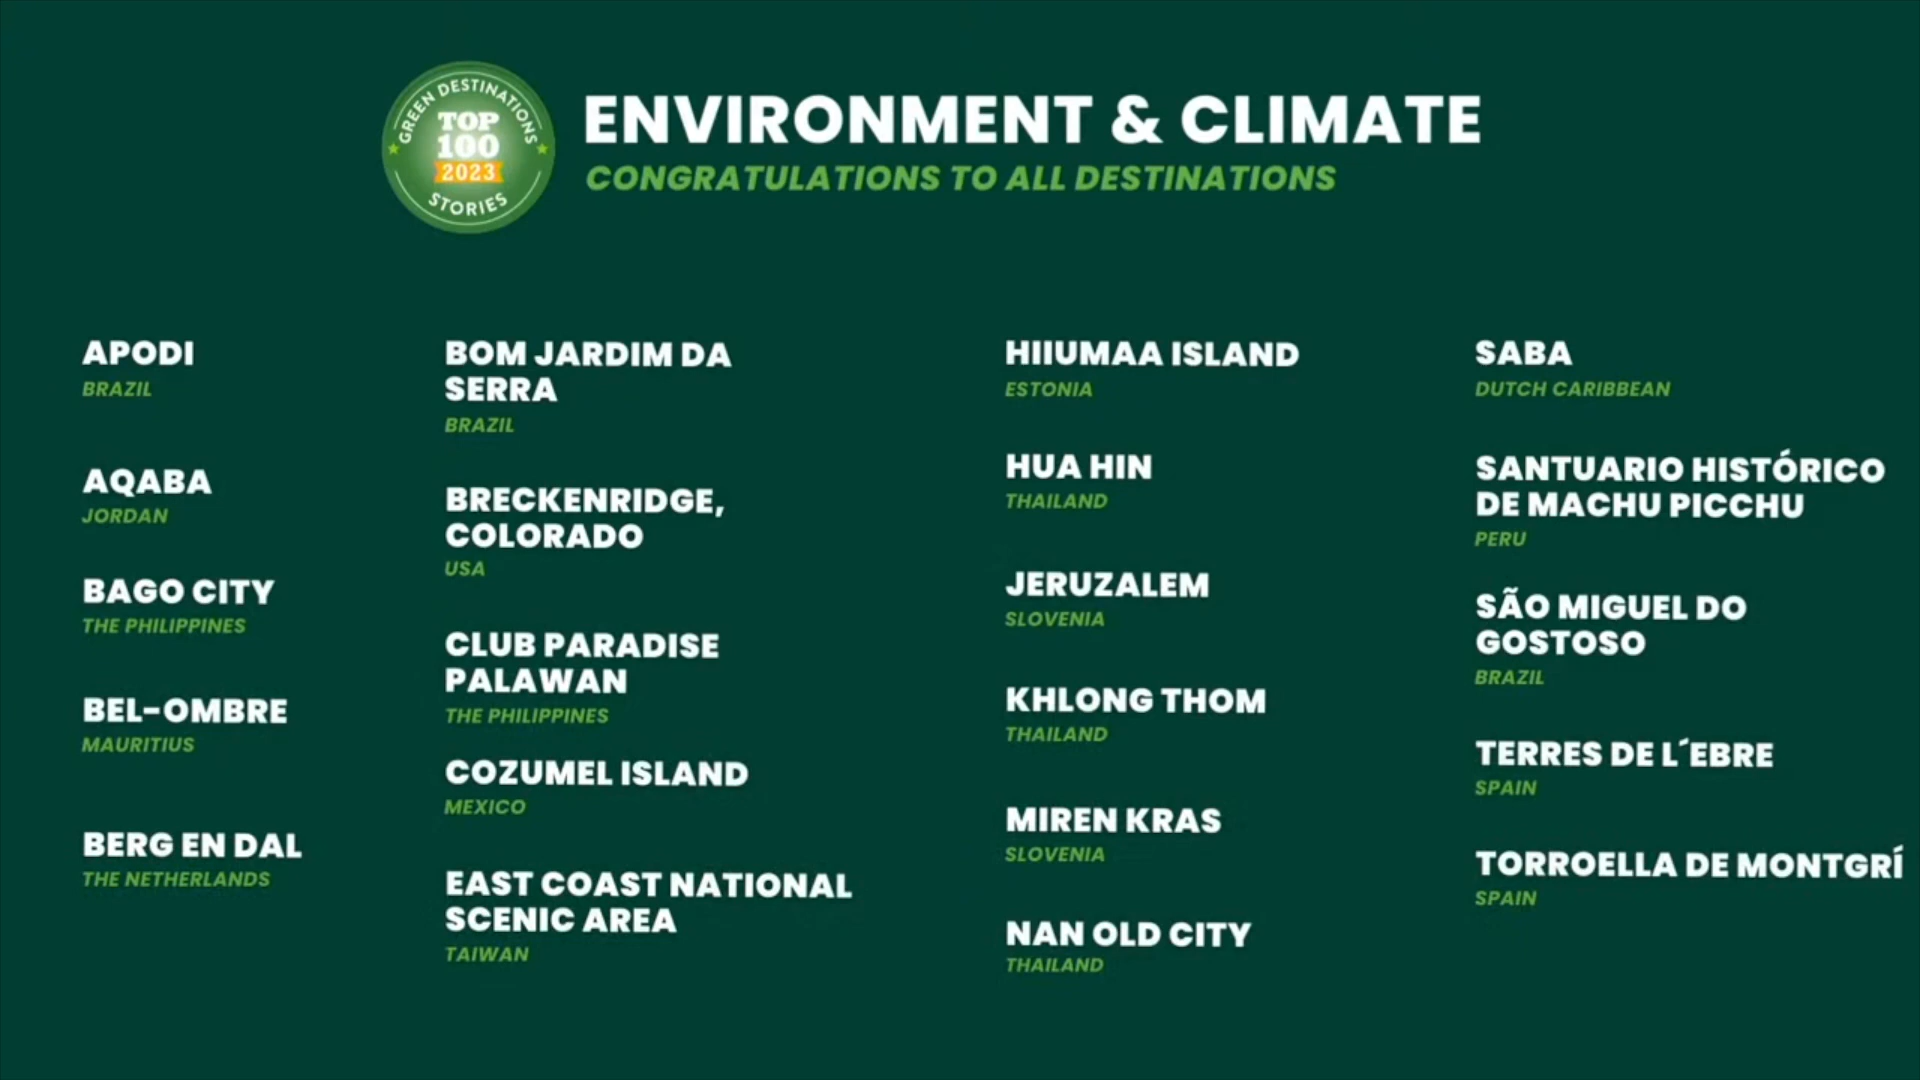 GREEN DESTINATIONS
TOP
100
2023
STORIES
ENVIRONMENT & CLIMATE
CONGRATULATIONS TO ALL DESTINATIONS
APODI
BRAZIL
AQABA
JORDAN
BAGO CITY
THE PHILIPPINES
BEL-OMBRE
MAURITIUS
BERG EN DAL
THE NETHERLANDS
BOM JARDIM DA
SERRA
BRAZIL
BRECKENRIDGE,
COLORADO
USA
CLUB PARADISE
PALAWAN
THE PHILIPPINES
COZUMEL ISLAND
MEXICO
EAST COAST NATIONAL
SCENIC AREA
TAIWAN
HIIUMAA ISLAND
ESTONIA
HUA HIN
THAILAND
JERUZALEM
SLOVENIA
KHLONG THOM
THAILAND
MIREN KRAS
SLOVENIA
NAN OLD CITY
THAILAND
SABA
DUTCH CARIBBEAN
SANTUARIO HISTÓRICO
DE MACHU PICCHU
PERU
SÃO MIGUEL DO
GOSTOSO
BRAZIL
TERRES DE L´EBRE
SPAIN
TORROELLA DE MONTGRÍ
SPAIN